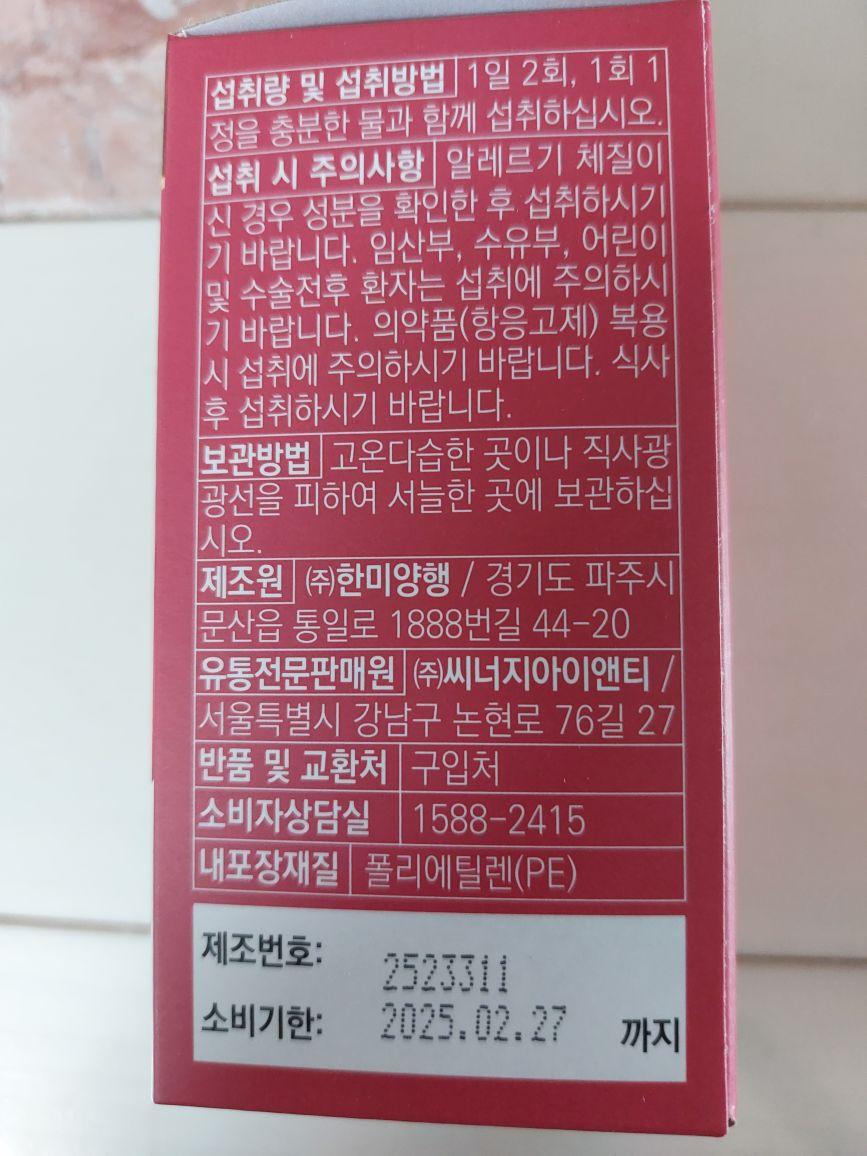 섭취량 및 섭취방법 1일 2회, 1회 1
정을 충분한 물과 함께 섭취하십시오.
섭취 시 주의사항 알레르기 체질이
신 경우 성분을 확인한 후 섭취하시기
기 바랍니다. 임산부, 수유부, 어린이
및 수술전후 환자는 섭취에 주의하시
기 바랍니다. 의약품(항응고제) 복용
시 섭취에 주의하시기 바랍니다. 식사
후 섭취하시기 바랍니다.
보관방법 고온다습한 곳이나 직사광
광선을 피하여 서늘한 곳에 보관하십
시오.
제조원 (주)한미양행 / 경기도 파주시
문산읍 통일로 1888번길 44-20
유통전문판매원 (주)씨너지아이앤티 /
서울특별시 강남구 논현로 76길 27
반품 및 교환처 구입처
소비자상담실 1588-2415
내포장재질 폴리에틸렌(PE)
제조번호: 2523311
소비기한: 2025.02.27 까지